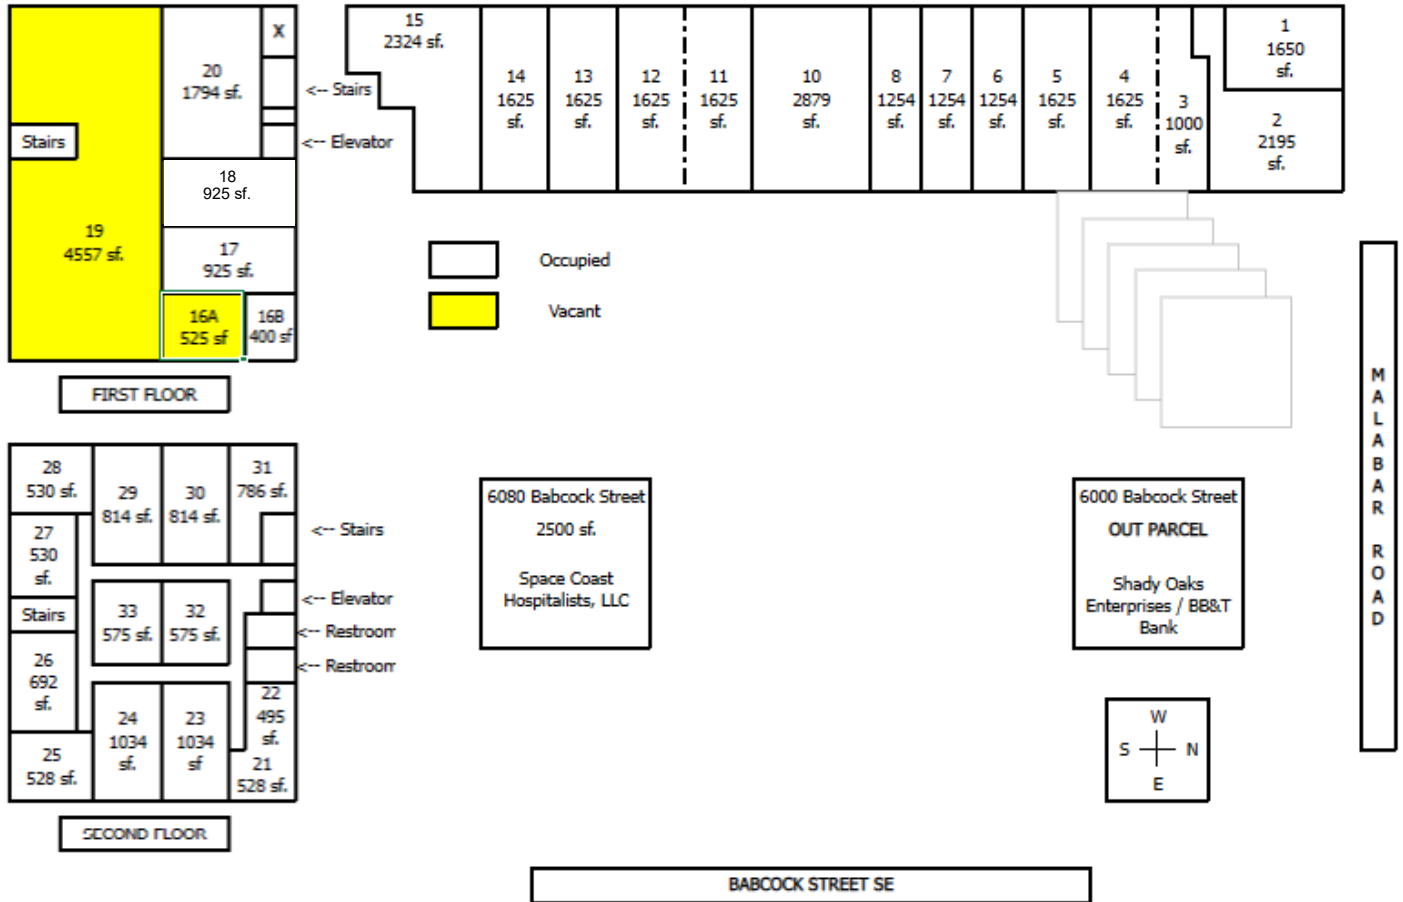 X
20
1794 sf.
Stairs
<-- Stairs
<-- Elevator
18
925 sf.
19
4557 sf.
17
925 sf.
16A
525 sf
16B
400 sf
FIRST FLOOR
15
2324 sf.
14
1625
sf.
13
1625
sf.
12
1625
sf.
11
1625
sf.
10
2879
sf.
8
1254
sf.
7
1254
sf.
6
1254
sf.
5
1625
sf.
4
1625
sf.
3
1000
sf.
1
1650
sf.
2
2195
sf.
Occupied
Vacant
MALABAR ROAD
28
530 sf.
29
814 sf.
30
814 sf.
31
786 sf.
27
530
sf.
<-- Stairs
Stairs
33
575 sf.
32
575 sf.
<-- Elevator
<-- Restroom
<-- Restroom
26
692
sf.
25
528 sf.
24
1034
sf.
23
1034
sf
22
495
sf.
21
528 sf.
SECOND FLOOR
6080 Babcock Street
2500 sf.
Space Coast
Hospitalists, LLC
6000 Babcock Street
OUT PARCEL
Shady Oaks
Enterprises / BB&T
Bank
W
S N
E
BABCOCK STREET SE